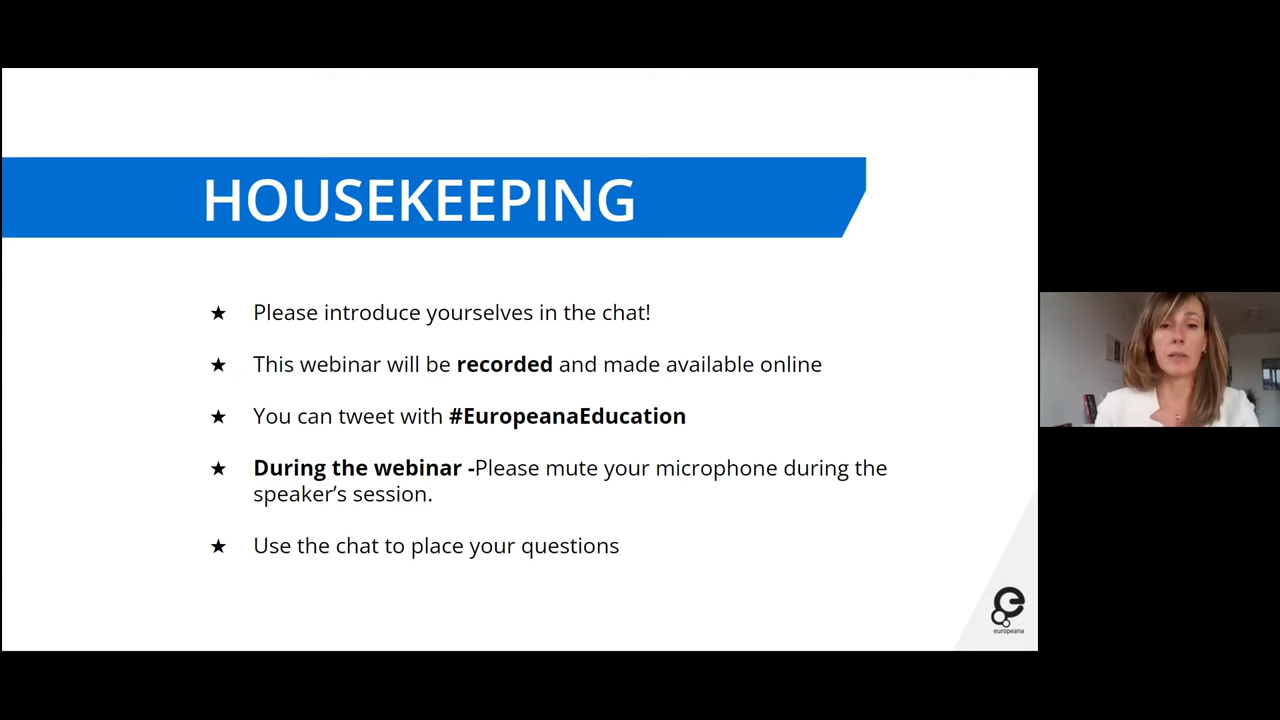 HOUSEKEEPING
★ Please introduce yourselves in the chat!
★ This webinar will be recorded and made available online
★ You can tweet with #EuropeanaEducation
★ During the webinar -Please mute your microphone during the
speaker’s session.
★ Use the chat to place your questions
europeana